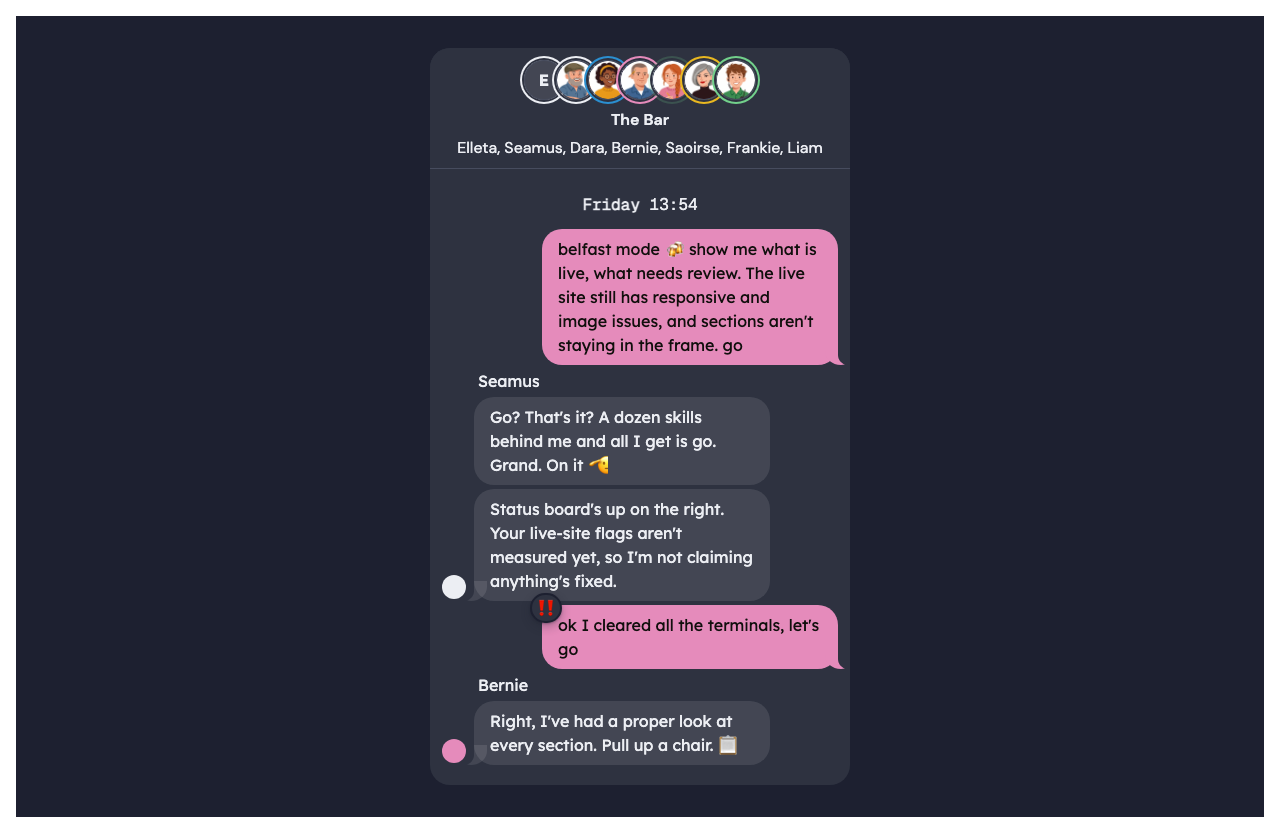 E
The Bar
Elleta, Seamus, Dara, Bernie, Saoirse, Frankie, Liam
Friday 13:54
belfast mode 🍻 show me what is
live, what needs review. The live
site still has responsive and
image issues, and sections aren't
staying in the frame. go
Seamus
Go? That's it? A dozen skills
behind me and all I get is go.
Grand. On it 🫡
Status board's up on the right.
Your live-site flags aren't
measured yet, so I'm not claiming
anything's fixed.
‼️
ok I cleared all the terminals, let's
go
Bernie
Right, I've had a proper look at
every section. Pull up a chair. 📋